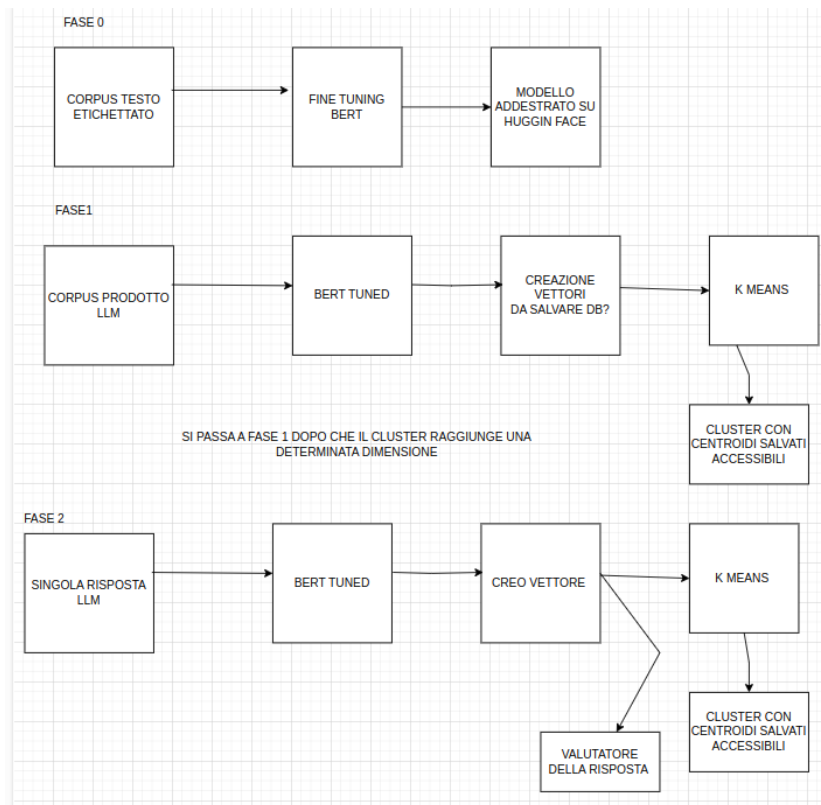 FASE 0
CORPUS TESTO
ETICHETTATO
FINE TUNING
BERT
MODELLO
ADDESTRATO SU
HUGGIN FACE
FASE1
CORPUS PRODOTTO
LLM
BERT TUNED
CREAZIONE
VETTORI
DA SALVARE DB?
K MEANS
CLUSTER CON
CENTROIDI SALVATI
ACCESSIBILI
SI PASSA A FASE 1 DOPO CHE IL CLUSTER RAGGIUNGE UNA
DETERMINATA DIMENSIONE
FASE 2
SINGOLA RISPOSTA
LLM
BERT TUNED
CREO VETTORE
K MEANS
CLUSTER CON
CENTROIDI SALVATI
ACCESSIBILI
VALUTATORE
DELLA RISPOSTA